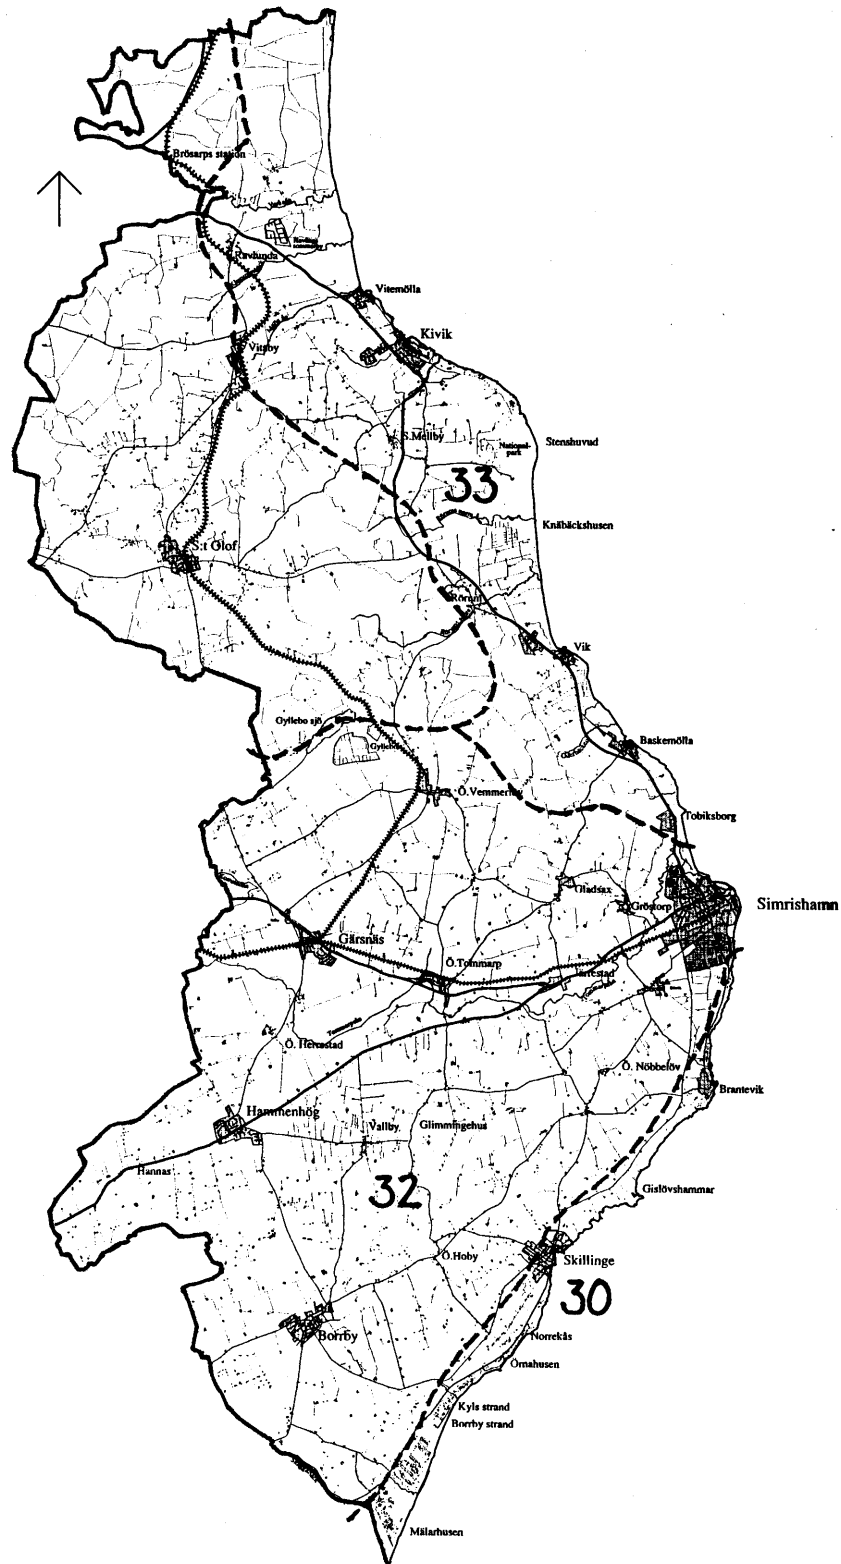 Brösarps station
Ravlunda
Vitemölla
Kivik
Vitaby
S.Mellby
National-
park
Stenshuvud
33
Knäbäckshusen
S:t Olof
Rörum
Vik
Gyllebo sjö
Gyllebo
Baskemölla
Ö.Vemmerlöv
Tobiksborg
Gladsax
Gröstorp
Simrishamn
Gärsnäs
Ö.Tommarp
Järrestad
Ö. Herrestad
Ö. Nöbbelöv
Brantevik
Hammenhög
Vallby
Glimmingehus
Hannas
32
Gislövshammar
Ö.Hoby
Skillinge
30
Borrby
Norrekås
Örnahusen
Kyls strand
Borrby strand
Mälarhusen